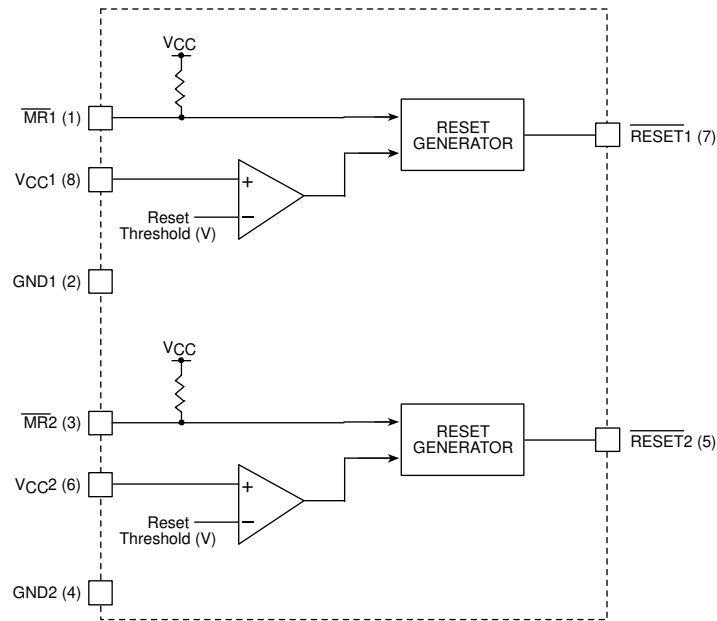 VCC
MR1 (1)
RESET
GENERATOR
RESET1 (7)
VCC1 (8)
+
Reset
Threshold (V)
–
GND1 (2)
VCC
MR2 (3)
RESET
GENERATOR
RESET2 (5)
VCC2 (6)
+
Reset
Threshold (V)
–
GND2 (4)